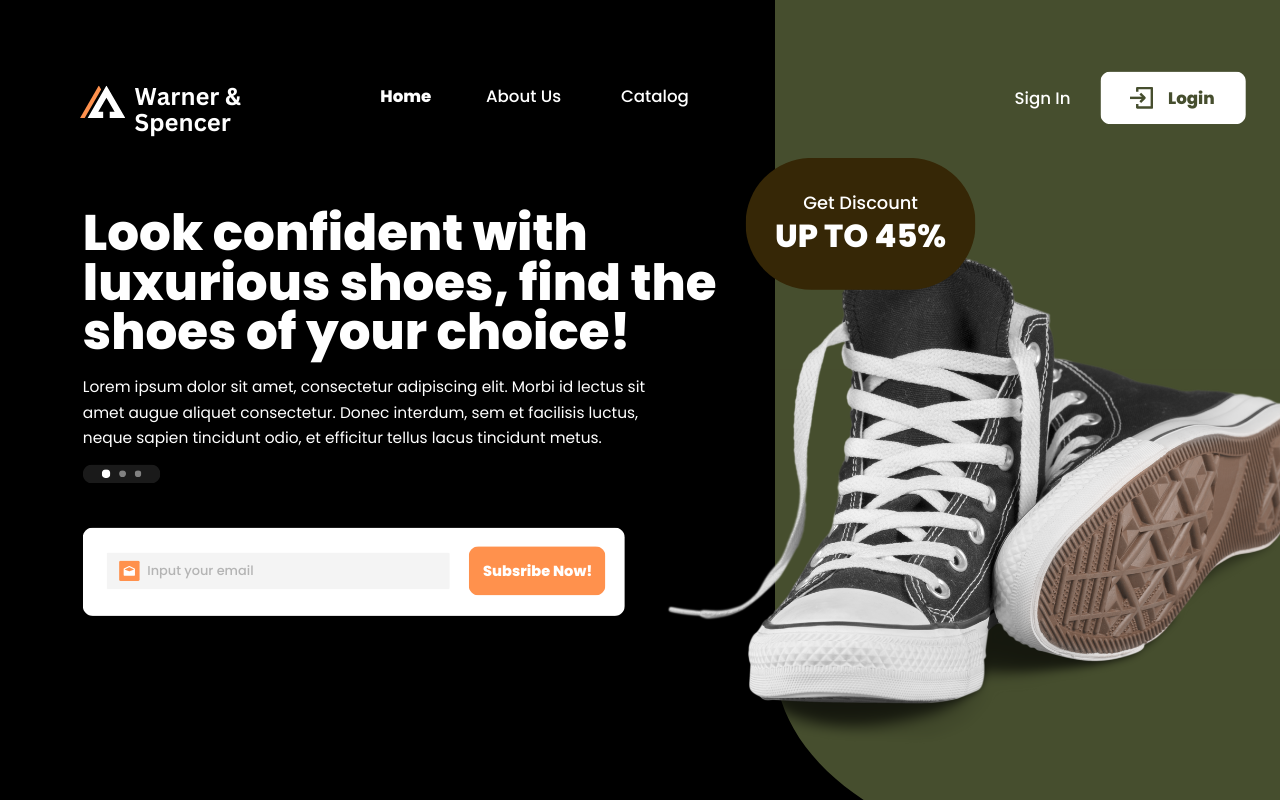 Warner &
Spencer
Home
About Us
Catalog
Sign In
Login
Get Discount
UP TO 45%
Look confident with
luxurious shoes, find the
shoes of your choice!
Lorem ipsum dolor sit amet, consectetur adipiscing elit. Morbi id lectus sit
amet augue aliquet consectetur. Donec interdum, sem et facilisis luctus,
neque sapien tincidunt odio, et efficitur tellus lacus tincidunt metus.
Input your email
Subsribe Now!